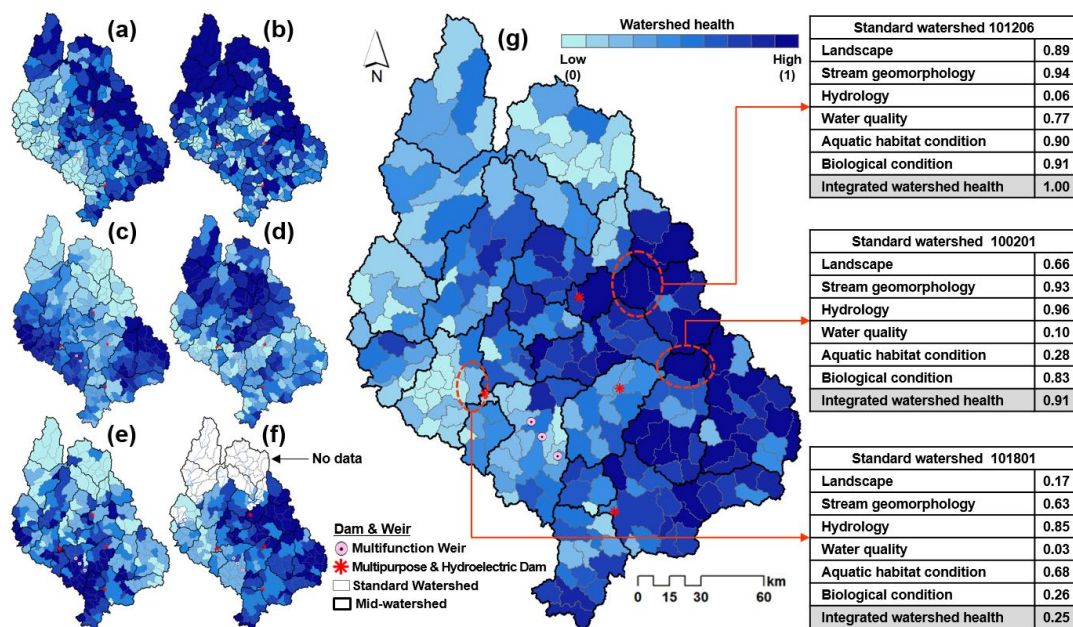 (a)
(b)
(c)
(d)
(e)
(f)
No data
(g)
N
Watershed health
Low
(0)
High
(1)
Dam & Weir
Multifunction Weir
Multipurpose & Hydroelectric Dam
Standard Watershed
Mid-watershed
km
0 15 30 60
Standard watershed 101206
Landscape 0.89
Stream geomorphology 0.94
Hydrology 0.06
Water quality 0.77
Aquatic habitat condition 0.90
Biological condition 0.91
Integrated watershed health 1.00
Standard watershed 100201
Landscape 0.66
Stream geomorphology 0.93
Hydrology 0.96
Water quality 0.10
Aquatic habitat condition 0.28
Biological condition 0.83
Integrated watershed health 0.91
Standard watershed 101801
Landscape 0.17
Stream geomorphology 0.63
Hydrology 0.85
Water quality 0.03
Aquatic habitat condition 0.68
Biological condition 0.26
Integrated watershed health 0.25